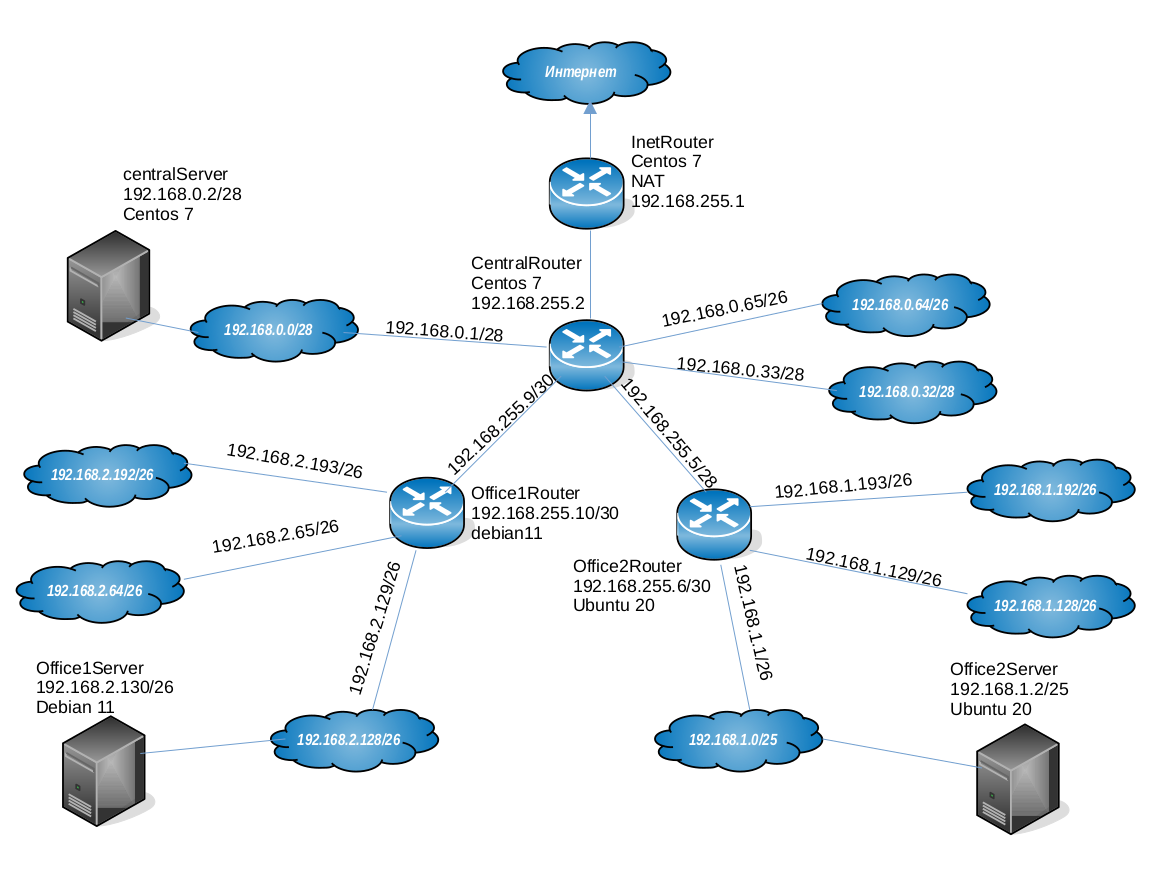 Интернет
InetRouter
Centos 7
NAT
192.168.255.1
centralServer
192.168.0.2/28
Centos 7
CentralRouter
Centos 7
192.168.255.2
192.168.0.0/28
192.168.0.1/28
192.168.0.65/26
192.168.0.64/26
192.168.0.33/28
192.168.0.32/28
192.168.255.9/30
192.168.255.5/28
192.168.2.192/26
192.168.2.193/26
Office1Router
192.168.255.10/30
debian11
192.168.1.193/26
192.168.1.192/26
192.168.2.65/26
192.168.2.64/26
192.168.2.129/26
Office2Router
192.168.255.6/30
Ubuntu 20
192.168.1.1/26
192.168.1.129/26
192.168.1.128/26
Office1Server
192.168.2.130/26
Debian 11
192.168.2.128/26
192.168.1.0/25
Office2Server
192.168.1.2/25
Ubuntu 20